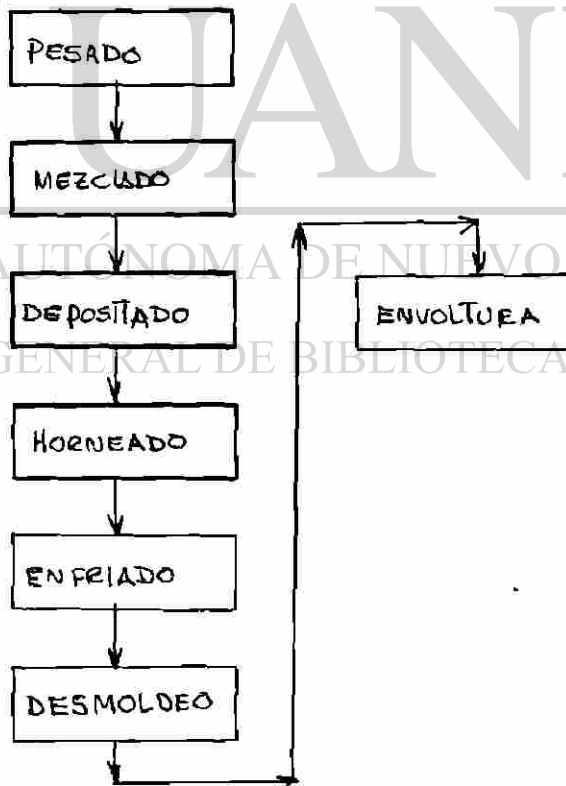 UANL
PESADO
MEZCLADO
AUTÓNOMA DE NUEVO
DEPOSITADO
ENVOLTURA
GENERAL DE BIBLIOTECA
HORNEADO
ENFRIADO
DESMOLDEO